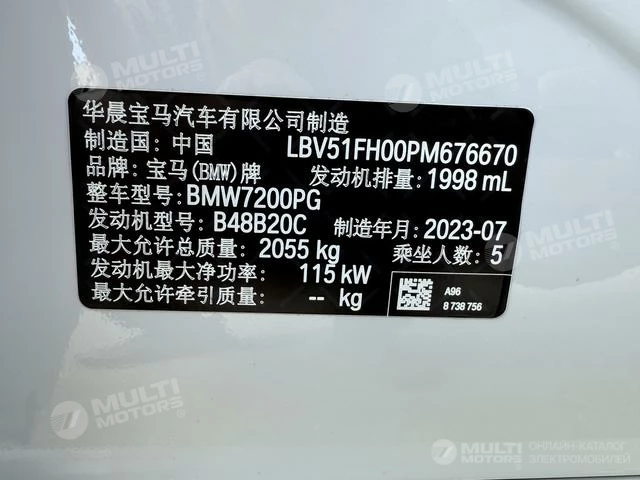 华晨宝马汽车有限公司制造
制造国: 中国 LBV51FH00PM676670
品牌: 宝马(BMW)牌 发动机排量: 1998 mL
整车型号: BMW7200PG
发动机型号: B48B20C 制造年月: 2023-07
最大允许总质量: 2055 kg 乘坐人数: 5
发动机最大净功率: 115 kW
最大允许牵引质量: -- kg
A96
8 738 756
MULTI MOTORS
MULTI MOTORS
MULTI MOTORS
MULTI MOTORS
ОНЛАЙН-КАТАЛОГ
ЭЛЕКТРОМОБИЛЕЙ